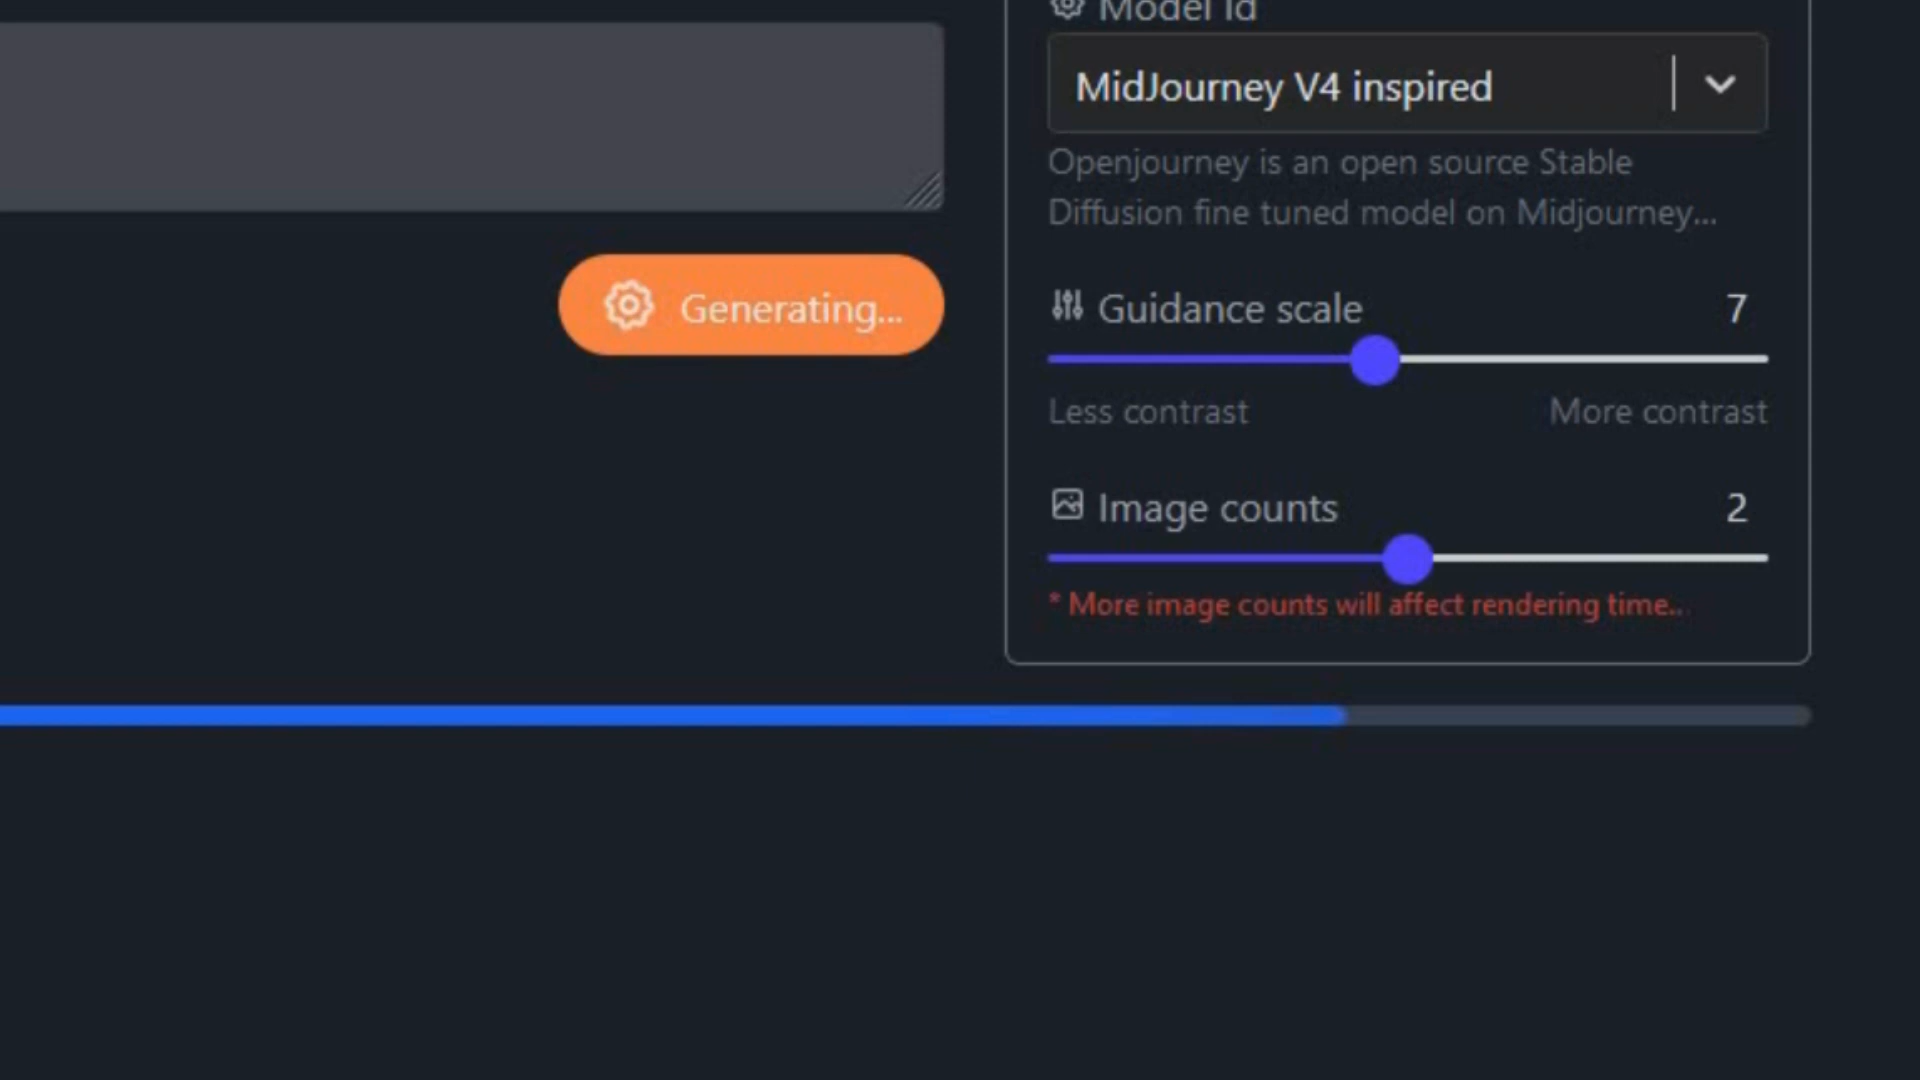 Model Id
MidJourney V4 inspired
Openjourney is an open source Stable
Diffusion fine tuned model on Midjourney...
Generating...
Guidance scale 7
Less contrast More contrast
Image counts 2
* More image counts will affect rendering time..